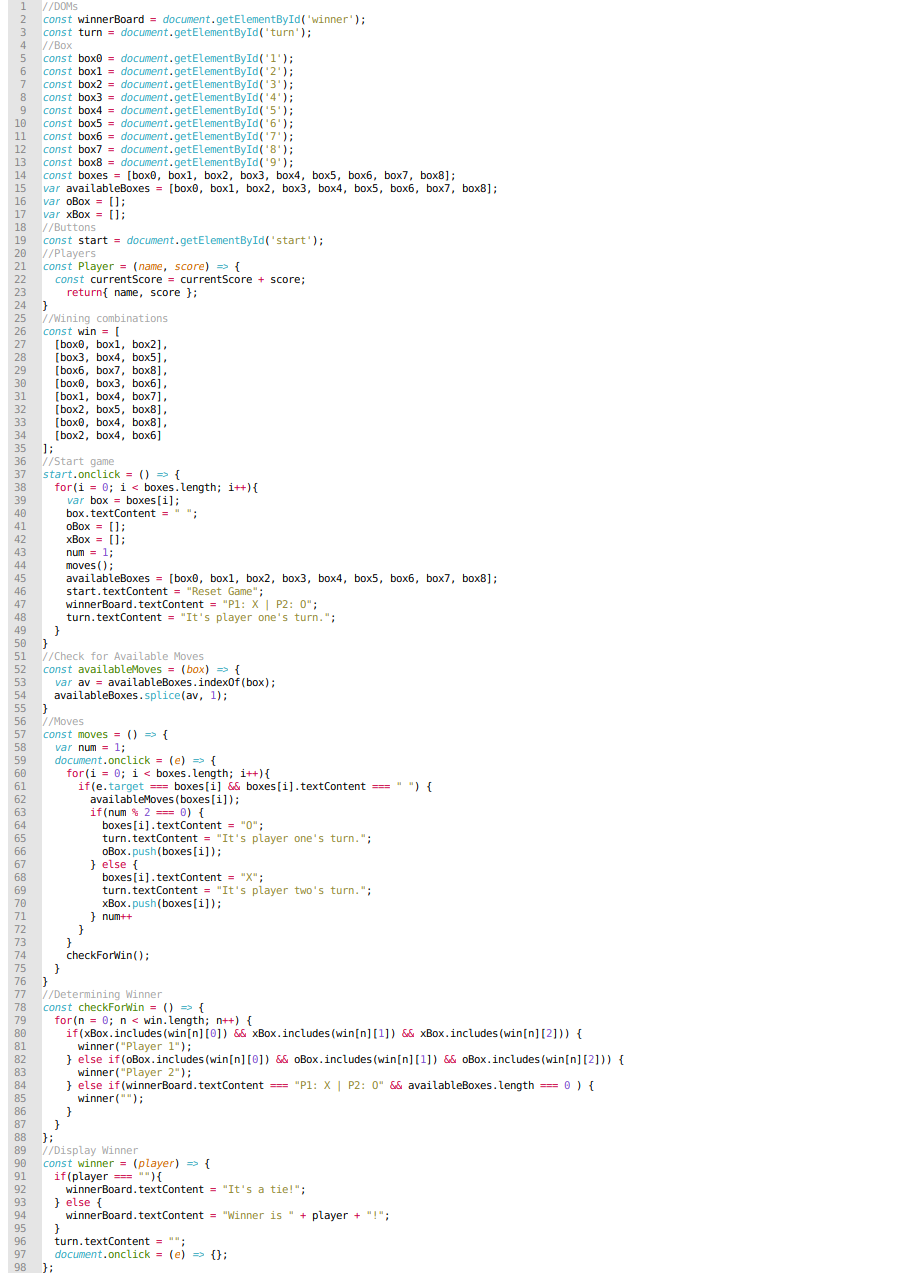 1 //DOMs
2 const winnerBoard = document.getElementById('winner');
3 const turn = document.getElementById('turn');
4 //Box
5 const box0 = document.getElementById('1');
6 const box1 = document.getElementById('2');
7 const box2 = document.getElementById('3');
8 const box3 = document.getElementById('4');
9 const box4 = document.getElementById('5');
10 const box5 = document.getElementById('6');
11 const box6 = document.getElementById('7');
12 const box7 = document.getElementById('8');
13 const box8 = document.getElementById('9');
14 const boxes = [box0, box1, box2, box3, box4, box5, box6, box7, box8];
15 var availableBoxes = [box0, box1, box2, box3, box4, box5, box6, box7, box8];
16 var oBox = [];
17 var xBox = [];
18 //Buttons
19 const start = document.getElementById('start');
20 //Players
21 const Player = (name, score) => {
22   const currentScore = currentScore + score;
23     return{ name, score };
24 }
25 //Wining combinations
26 const win = [
27   [box0, box1, box2],
28   [box3, box4, box5],
29   [box6, box7, box8],
30   [box0, box3, box6],
31   [box1, box4, box7],
32   [box2, box5, box8],
33   [box0, box4, box8],
34   [box2, box4, box6]
35 ];
36 //Start game
37 start.onclick = () => {
38   for(i = 0; i < boxes.length; i++){
39     var box = boxes[i];
40     box.textContent = " ";
41     oBox = [];
42     xBox = [];
43     num = 1;
44     moves();
45     availableBoxes = [box0, box1, box2, box3, box4, box5, box6, box7, box8];
46     start.textContent = "Reset Game";
47     winnerBoard.textContent = "P1: X | P2: O";
48     turn.textContent = "It's player one's turn.";
49   }
50 }
51 //Check for Available Moves
52 const availableMoves = (box) => {
53   var av = availableBoxes.indexOf(box);
54   availableBoxes.splice(av, 1);
55 }
56 //Moves
57 const moves = () => {
58   var num = 1;
59   document.onclick = (e) => {
60     for(i = 0; i < boxes.length; i++){
61       if(e.target === boxes[i] && boxes[i].textContent === " ") {
62         availableMoves(boxes[i]);
63         if(num % 2 === 0) {
64           boxes[i].textContent = "O";
65           turn.textContent = "It's player one's turn.";
66           oBox.push(boxes[i]);
67         } else {
68           boxes[i].textContent = "X";
69           turn.textContent = "It's player two's turn.";
70           xBox.push(boxes[i]);
71         } num++
72       }
73     }
74     checkForWin();
75   }
76 }
77 //Determining Winner
78 const checkForWin = () => {
79   for(n = 0; n < win.length; n++) {
80     if(xBox.includes(win[n][0]) && xBox.includes(win[n][1]) && xBox.includes(win[n][2])) {
81       winner("Player 1");
82     } else if(oBox.includes(win[n][0]) && oBox.includes(win[n][1]) && oBox.includes(win[n][2])) {
83       winner("Player 2");
84     } else if(winnerBoard.textContent === "P1: X | P2: O" && availableBoxes.length === 0 ) {
85       winner("");
86     }
87   }
88 };
89 //Display Winner
90 const winner = (player) => {
91   if(player === ""){
92     winnerBoard.textContent = "It's a tie!";
93   } else {
94     winnerBoard.textContent = "Winner is " + player + "!";
95   }
96   turn.textContent = "";
97   document.onclick = (e) => {};
98 };